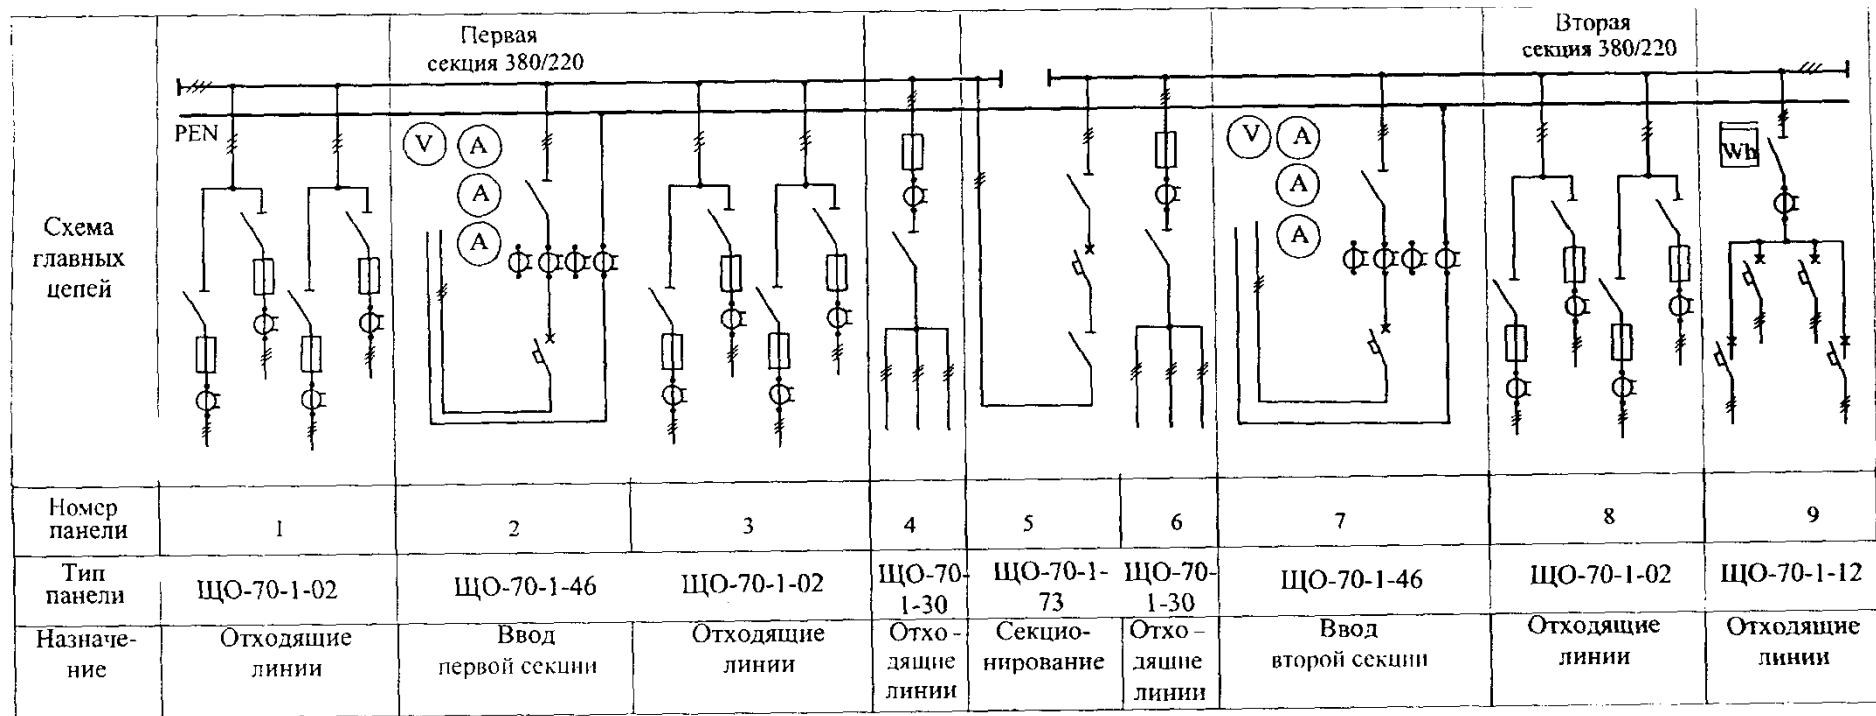 Первая
секция 380/220
Вторая
секция 380/220
PEN
V
A
A
A
V
A
A
A
Wh
Схема
главных
цепей
Номер
панели
1
2
3
4
5
6
7
8
9
Тип
панели
ЩО-70-1-02
ЩО-70-1-46
ЩО-70-1-02
ЩО-70-
1-30
ЩО-70-1-
73
ЩО-70-
1-30
ЩО-70-1-46
ЩО-70-1-02
ЩО-70-1-12
Назначе-
ние
Отходящие
линии
Ввод
первой секции
Отходящие
линии
Отхо -
дящие
линии
Секцио-
нирование
Отхо -
дящие
линии
Ввод
второй секции
Отходящие
линии
Отходящие
линии